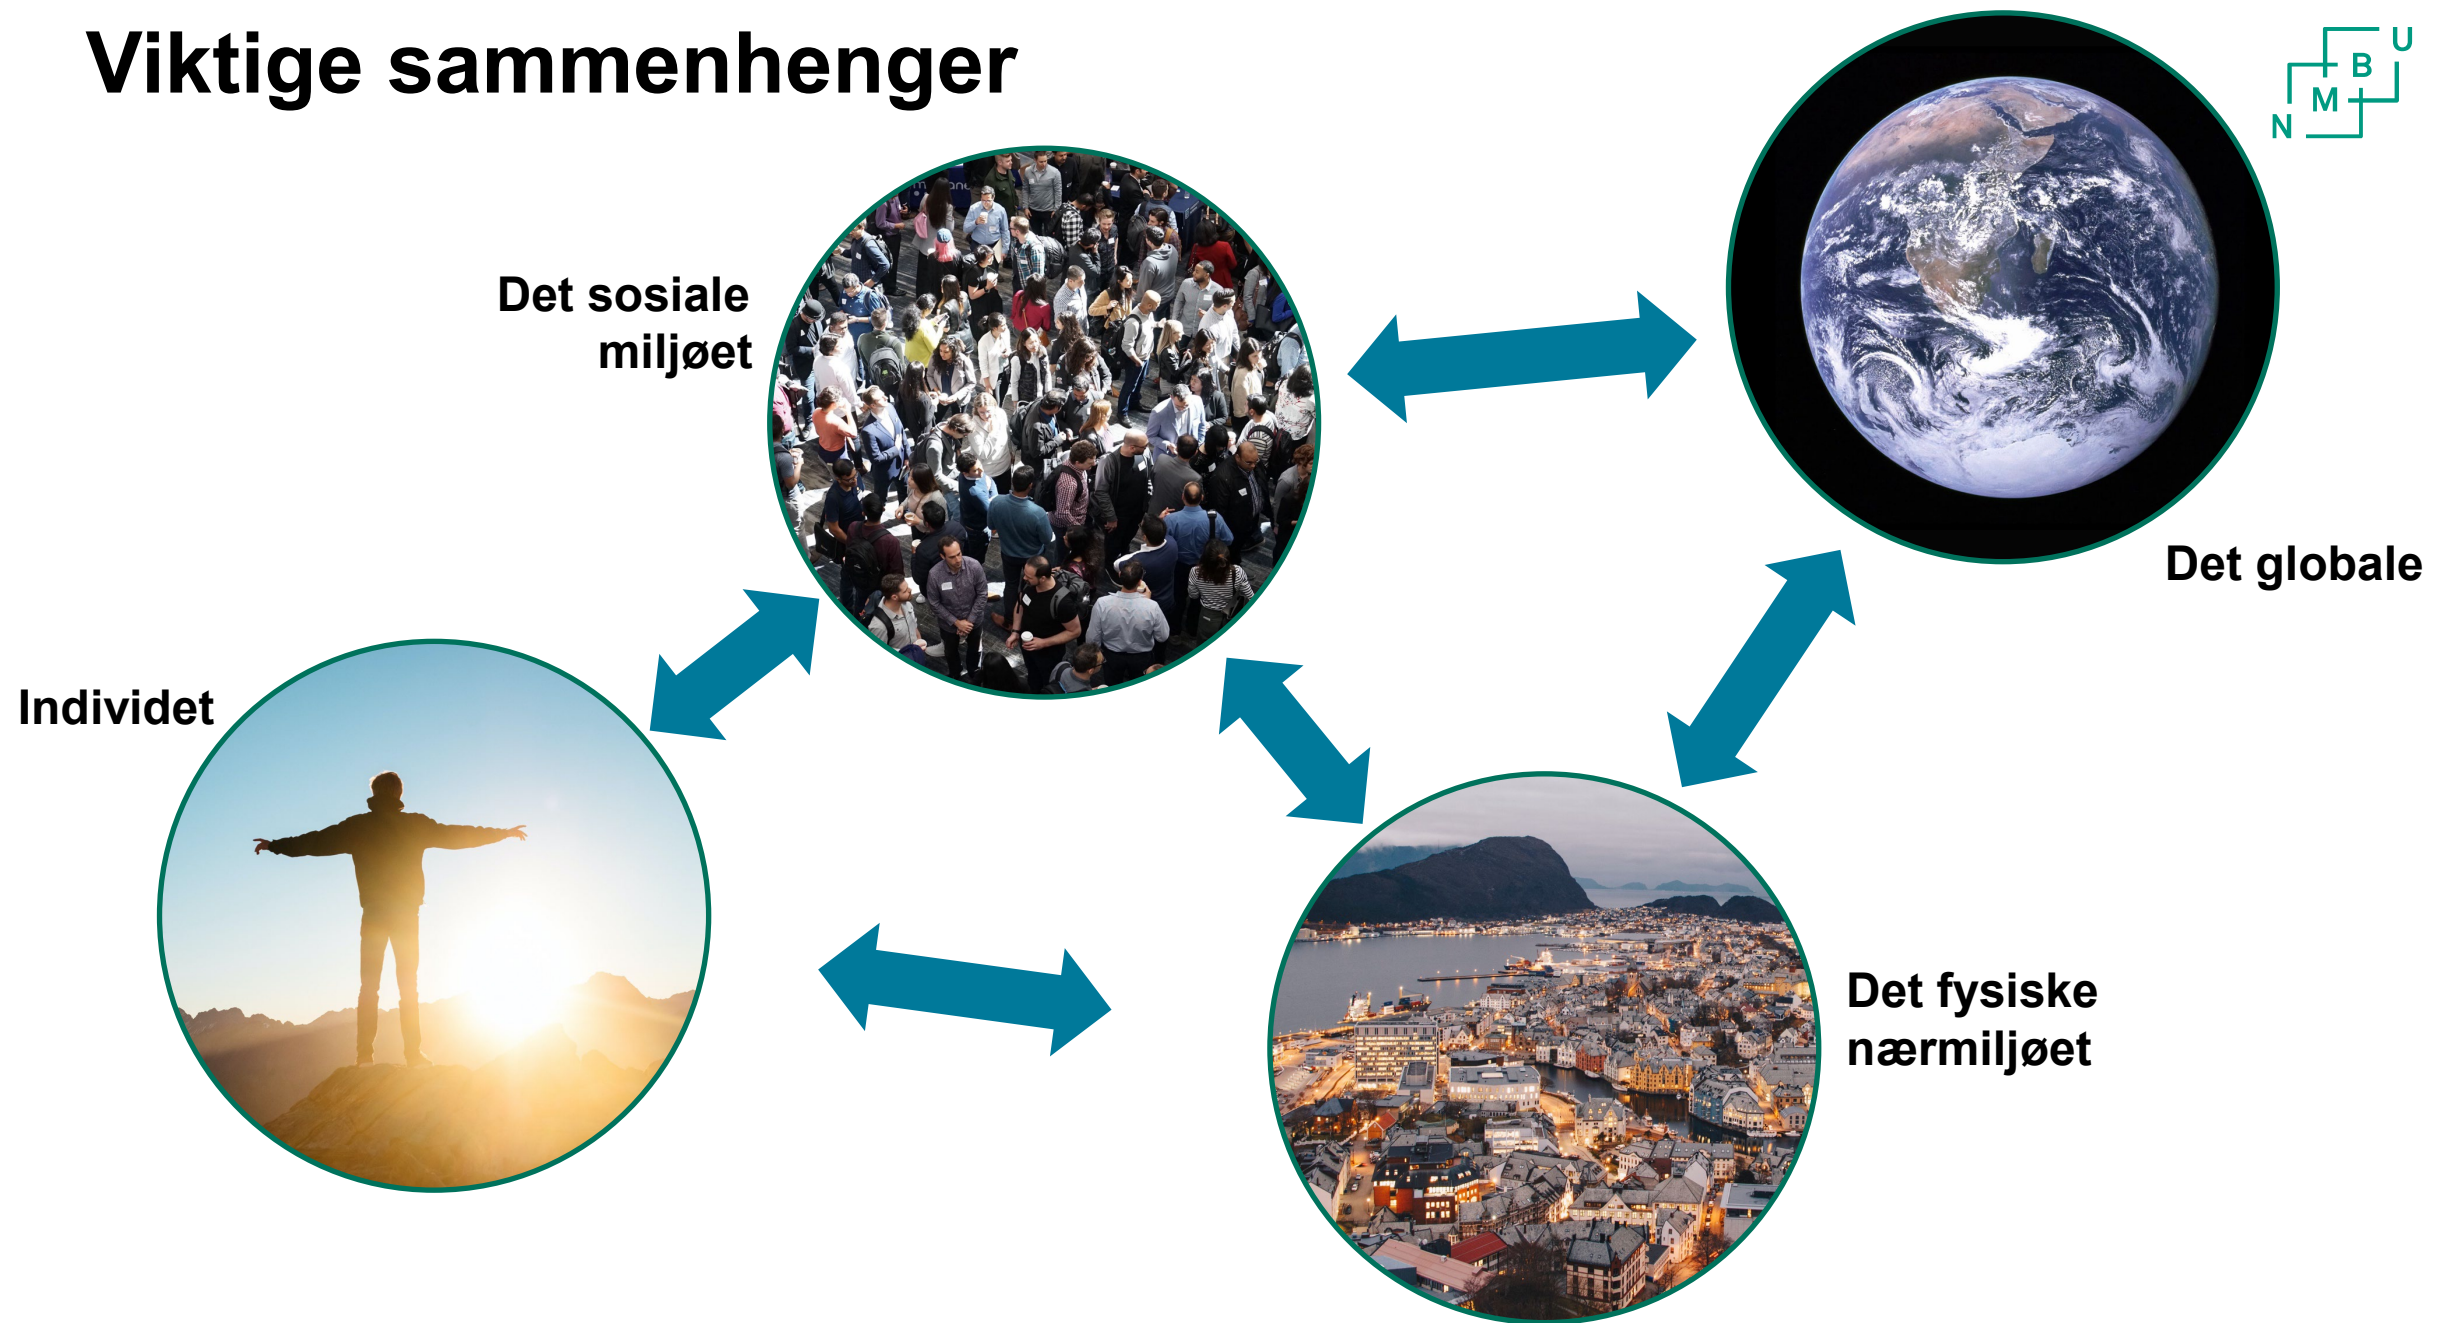 Viktige sammenhenger
U
B
M
N
Det sosiale
miljøet
Det globale
Individet
Det fysiske
nærmiljøet